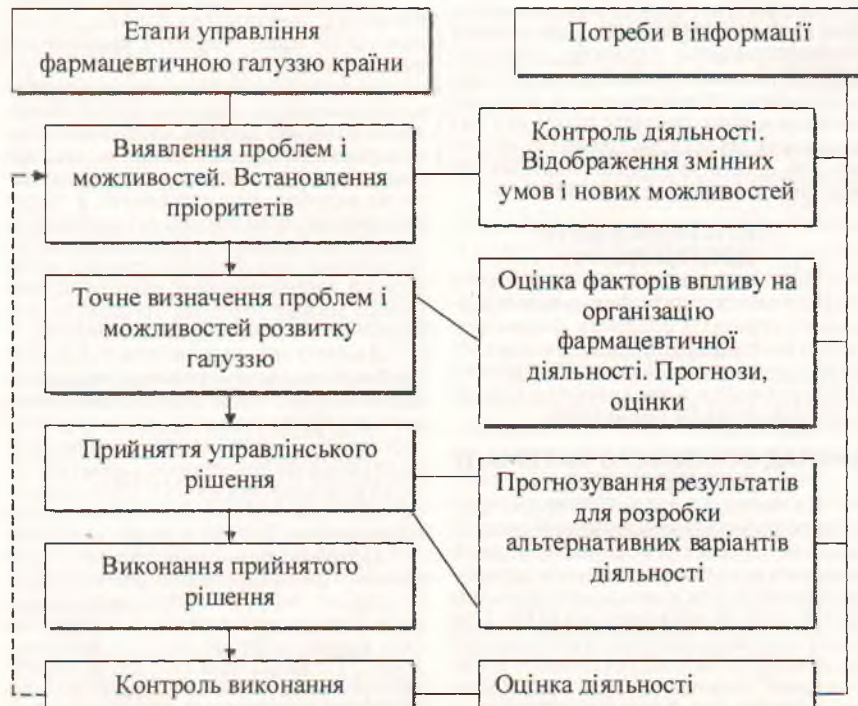 Етапи управління
фармацевтичною галуззю країни
Потреби в інформації
Виявлення проблем і
можливостей. Встановлення
пріоритетів
Контроль діяльності.
Відображення змінних
умов і нових можливостей
Точне визначення проблем і
можливостей розвитку
галуззю
Оцінка факторів впливу на
організацію
фармацевтичної
діяльності. Прогнози,
оцінки
Прийняття управлінського
рішення
Прогнозування результатів
для розробки
альтернативних варіантів
діяльності
Виконання прийнятого
рішення
Контроль виконання
Оцінка діяльності